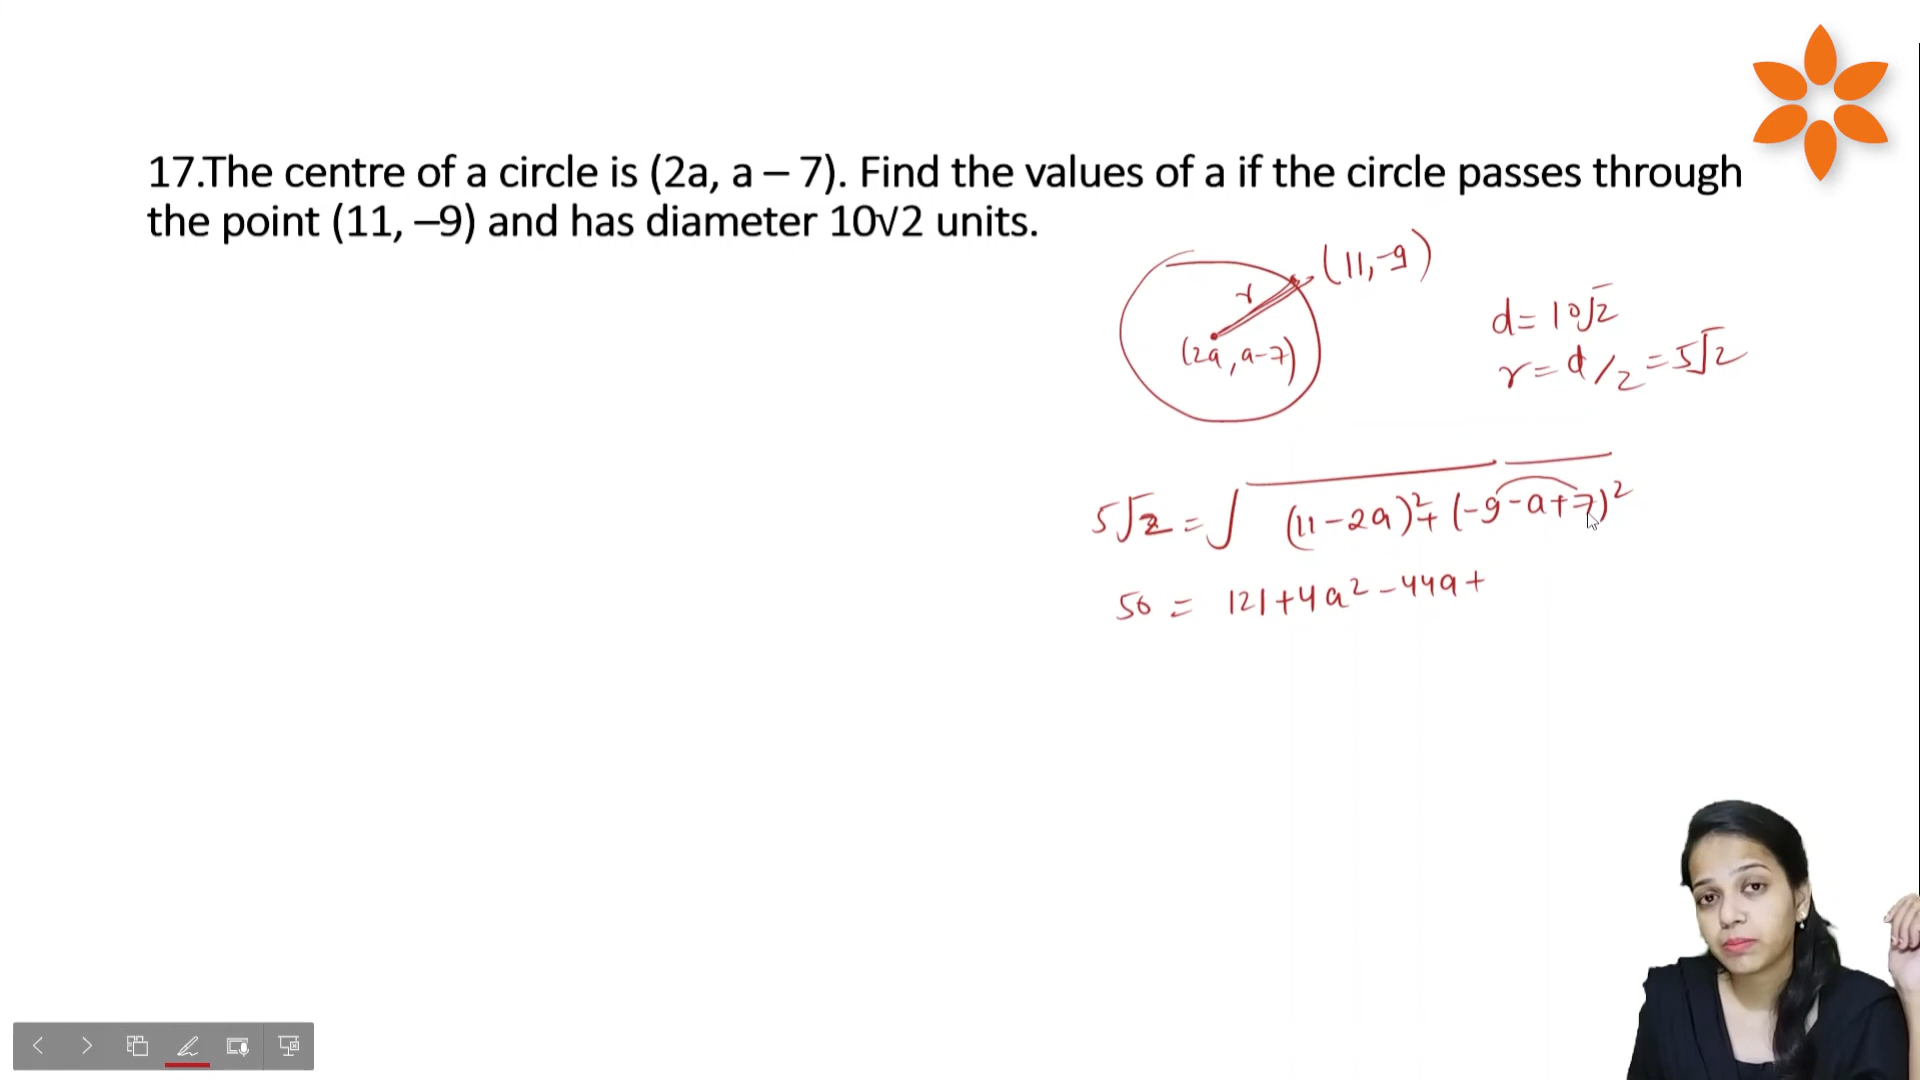 17.The centre of a circle is (2a, a – 7). Find the values of a if the circle passes through
the point (11, –9) and has diameter 10√2 units.
(11,-9)
r
(2a, a-7)
d= 10√2
r= d/2 = 5√2
5√2 = √(11-2a)²+(-9-a+7)²
50 = 121+4a²-44a+